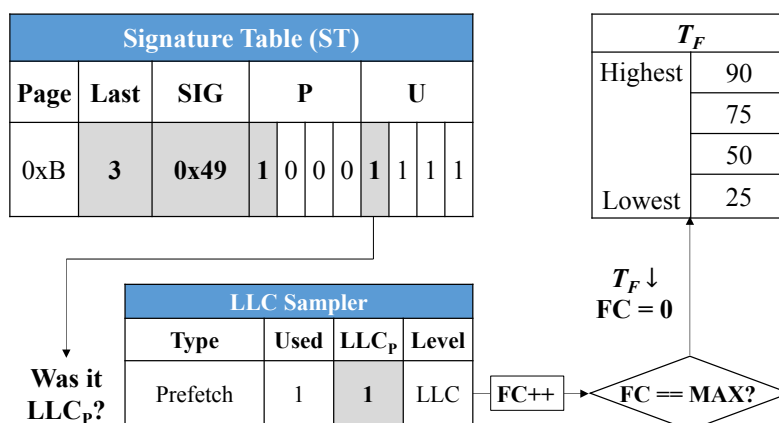 Signature Table (ST)
Page Last SIG P U
0xB 3 0x49 1 0 0 0 1 1 1 1
T_F
Highest 90
75
50
Lowest 25
T_F ↓
FC = 0
LLC Sampler
Type Used LLC_P Level
Prefetch 1 1 LLC
Was it
LLC_P?
FC++
FC == MAX?